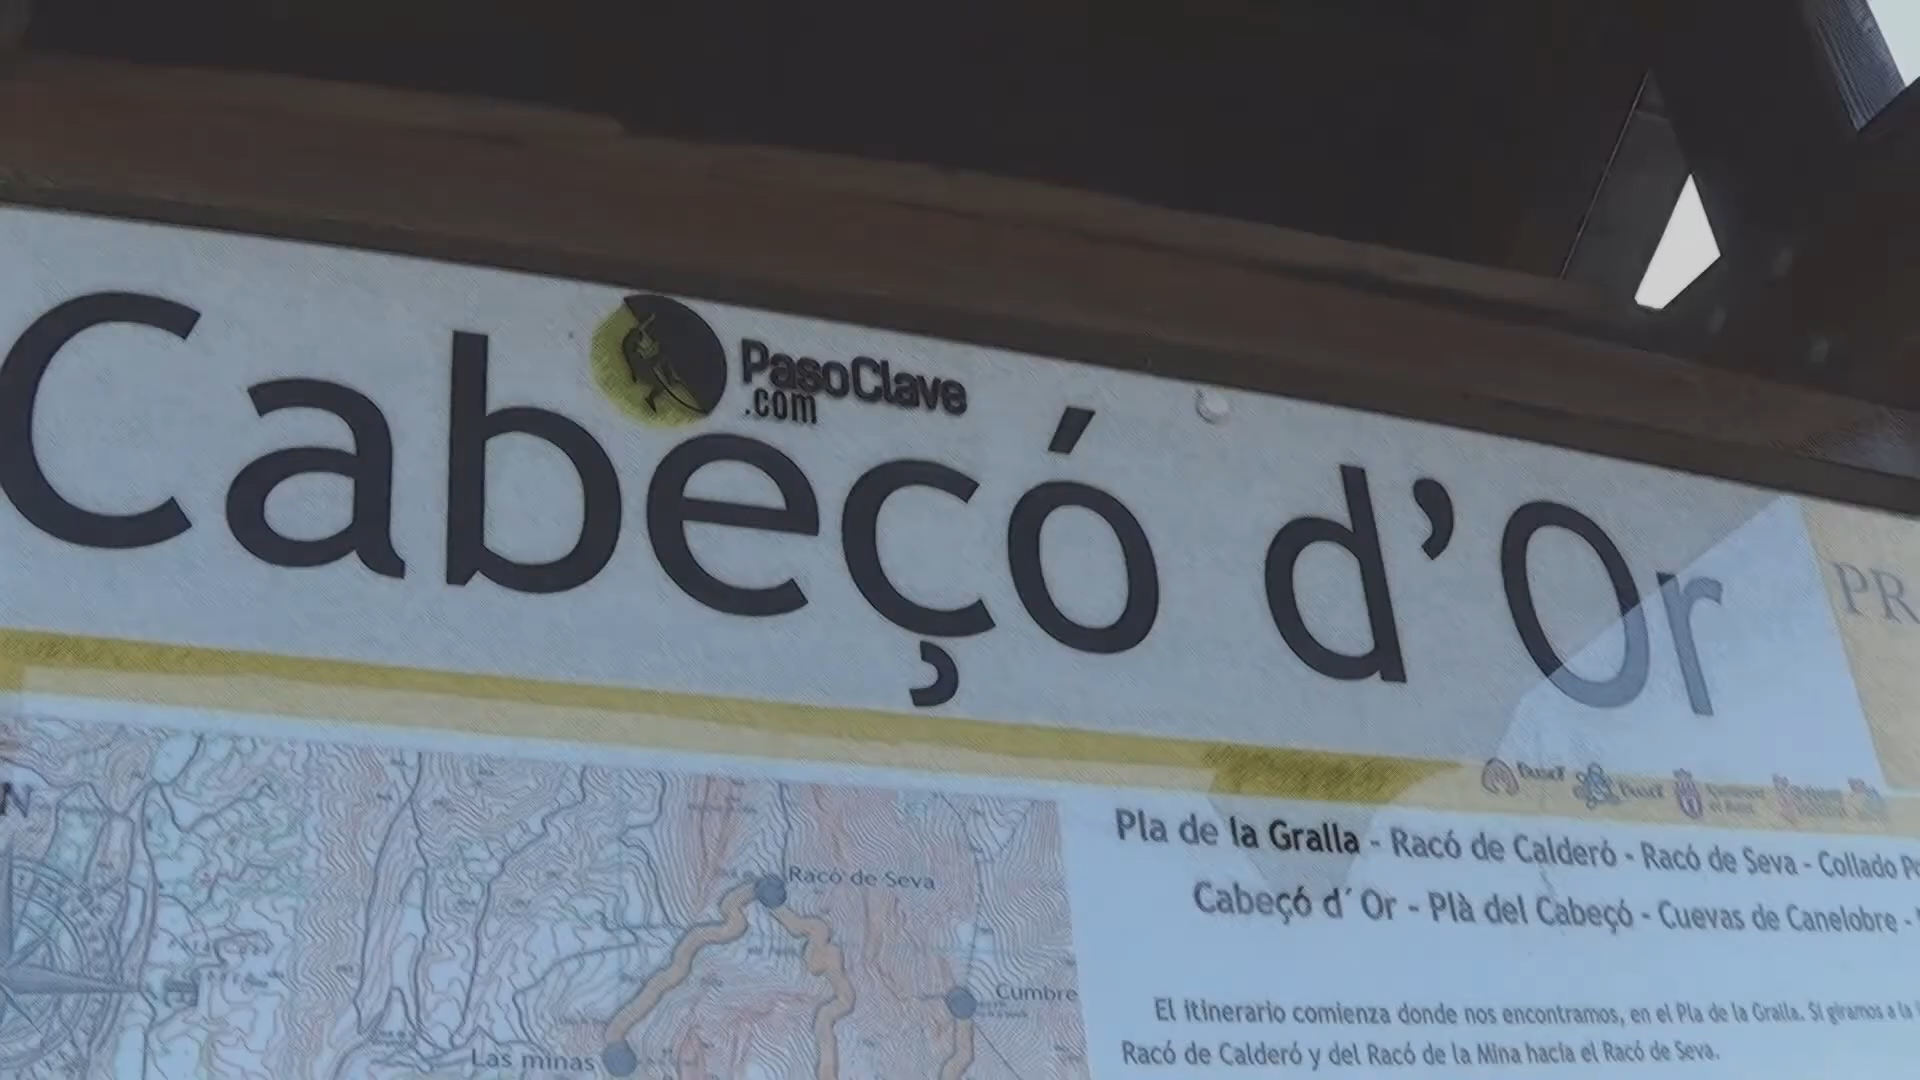 PasoClave
.com
Cabeçó d’Or
PR
N
Pla de la Gralla - Racó de Calderó - Racó de Seva - Collado
Cabeçó d´Or - Plà del Cabeçó - Cuevas de Canelobre -
Racó de Seva
Cumbre
Las minas
El itinerario comienza donde nos encontramos, en el Pla de la Gralla. Si giramos a la
Racó de Calderó y del Racó de la Mina hacia el Racó de Seva.